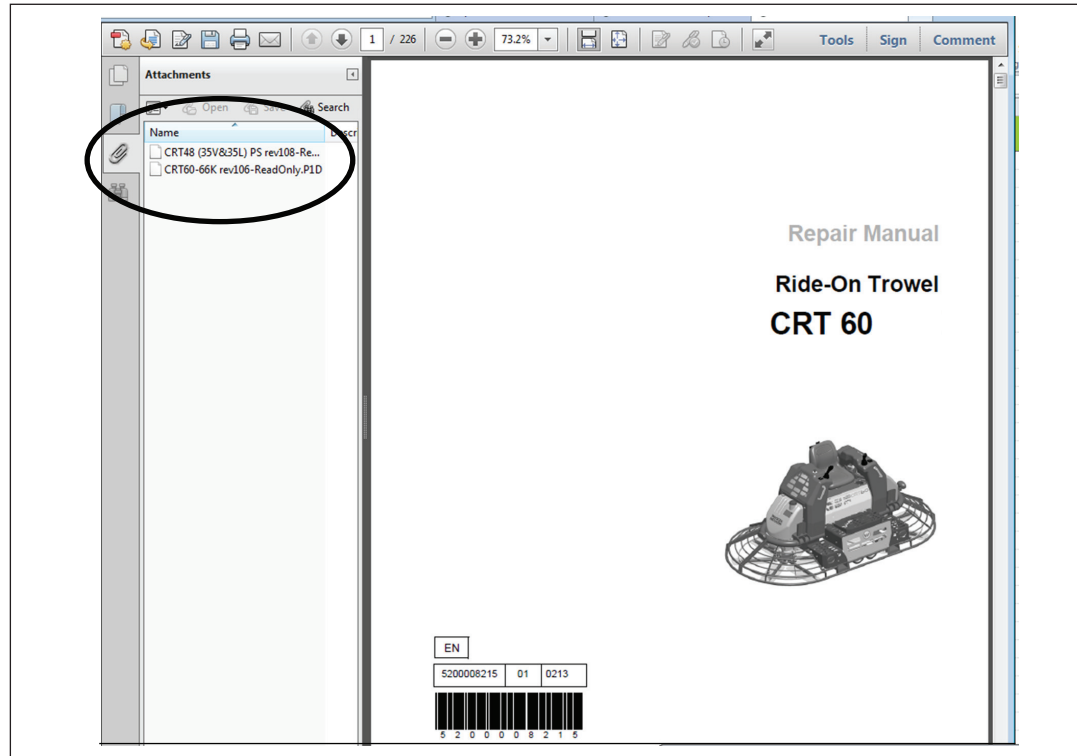 1 / 226 73.2% Tools Sign Comment
Attachments
Open Search
Name Descr
CRT48 (35V&35L) PS rev108-Re...
CRT60-66K rev106-ReadOnly.P1D
Repair Manual
Ride-On Trowel
CRT 60
EN
5200008215 01 0213
5 2 0 0 0 0 8 2 1 5